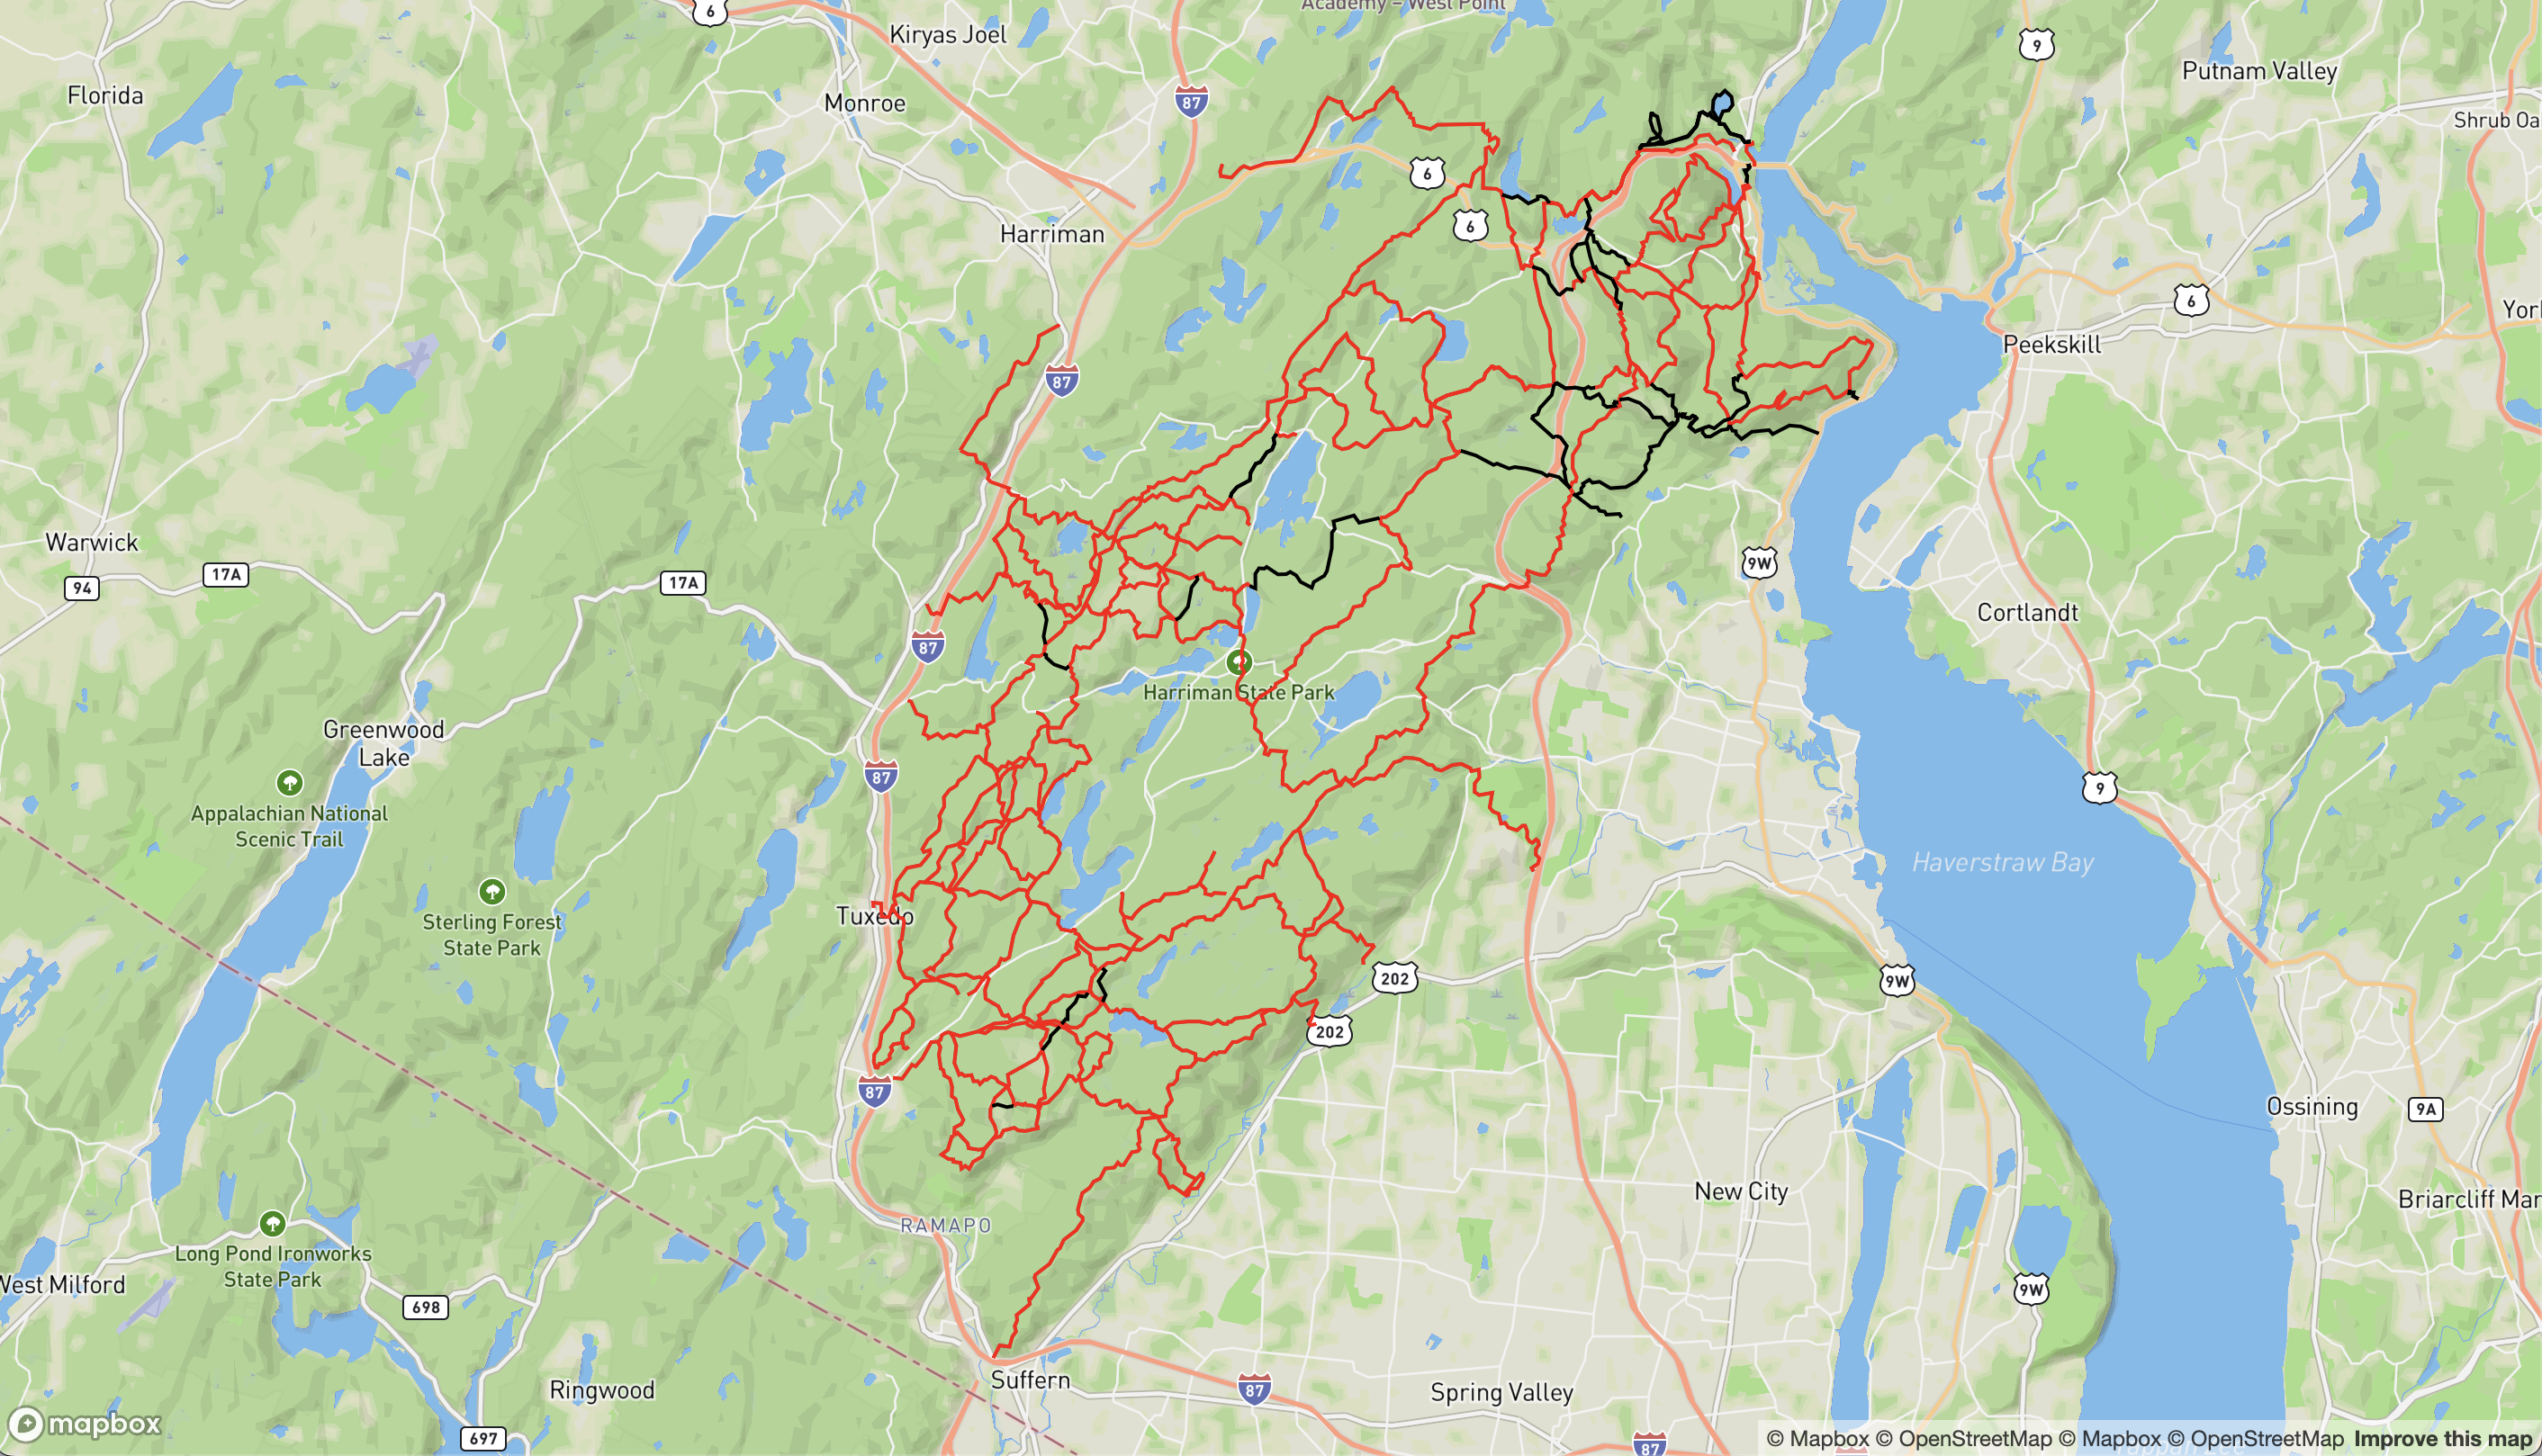 Academy – West Point
6
Kiryas Joel
9
Putnam Valley
Florida
Monroe
87
Shrub Oa
6
6
Harriman
6
Yor
Peekskill
87
Warwick
94
17A
17A
9W
Cortlandt
87
Harriman State Park
Greenwood
Lake
87
9
Appalachian National
Scenic Trail
Haverstraw Bay
Sterling Forest
State Park
Tuxedo
202
9W
202
87
Ossining
9A
New City
Briarcliff Mar
RAMAPO
Long Pond Ironworks
State Park
West Milford
698
9W
Suffern
87
Ringwood
Spring Valley
mapbox
697
87
© Mapbox © OpenStreetMap © Mapbox © OpenStreetMap Improve this map